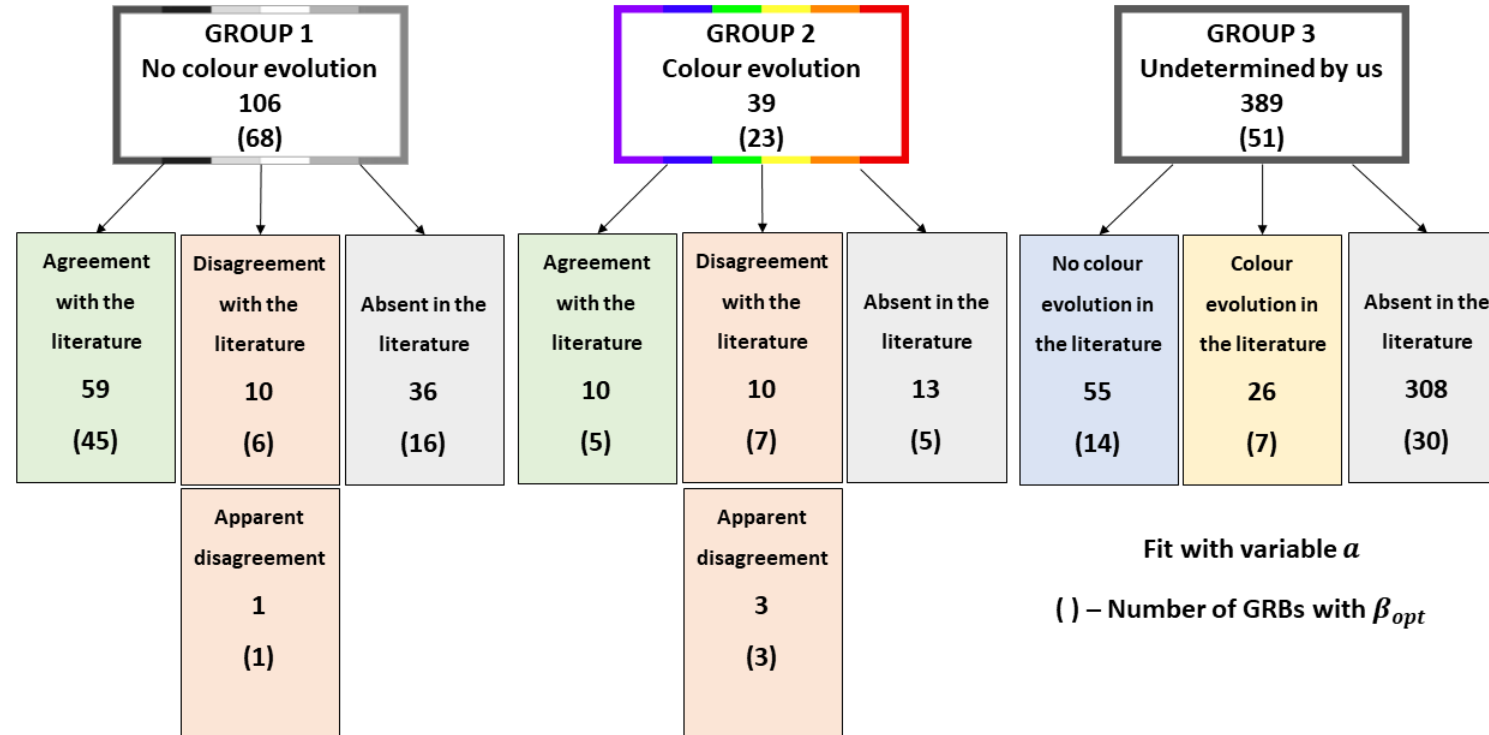 GROUP 1
No colour evolution
106
(68)
GROUP 2
Colour evolution
39
(23)
GROUP 3
Undetermined by us
389
(51)
Agreement
with the
literature
59
(45)
Disagreement
with the
literature
10
(6)
Absent in the
literature
36
(16)
Apparent
disagreement
1
(1)
Agreement
with the
literature
10
(5)
Disagreement
with the
literature
10
(7)
Absent in the
literature
13
(5)
Apparent
disagreement
3
(3)
No colour
evolution in
the literature
55
(14)
Colour
evolution in
the literature
26
(7)
Absent in the
literature
308
(30)
Fit with variable a
( ) – Number of GRBs with β_opt